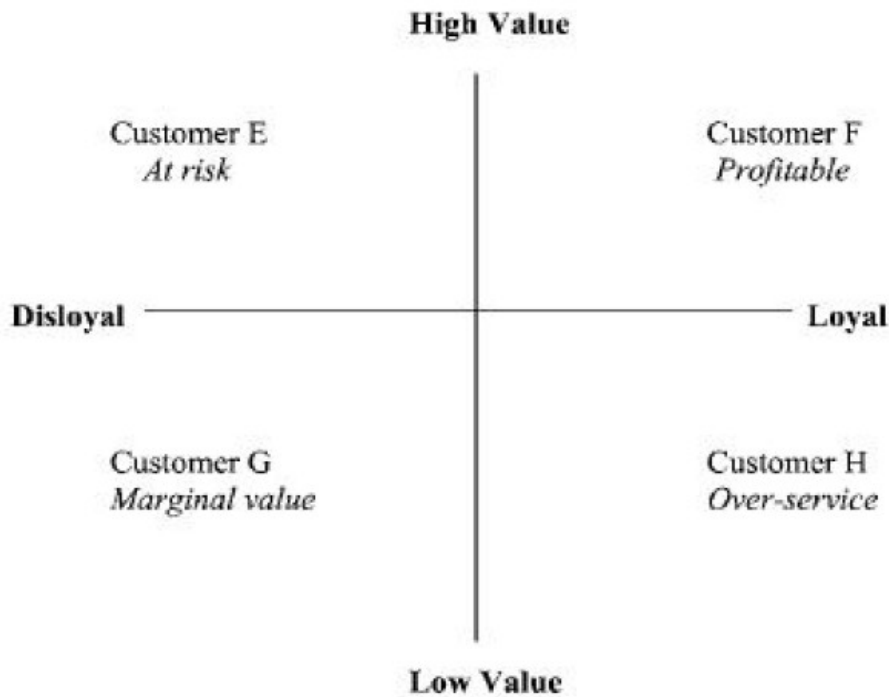 High Value
Customer E
At risk
Customer F
Profitable
Disloyal
Loyal
Customer G
Marginal value
Customer H
Over-service
Low Value